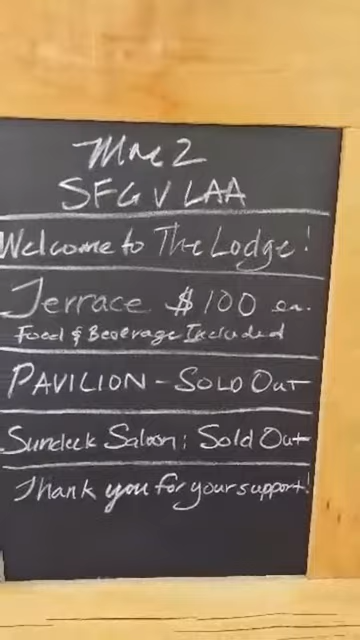 Mar 2
SFG V LAA
Welcome to The Lodge!
Terrace $100 ea.
Food & Beverage Included
PAVILION - SOLD OUT
Sundeck Saloon: Sold Out
Thank you for your support!